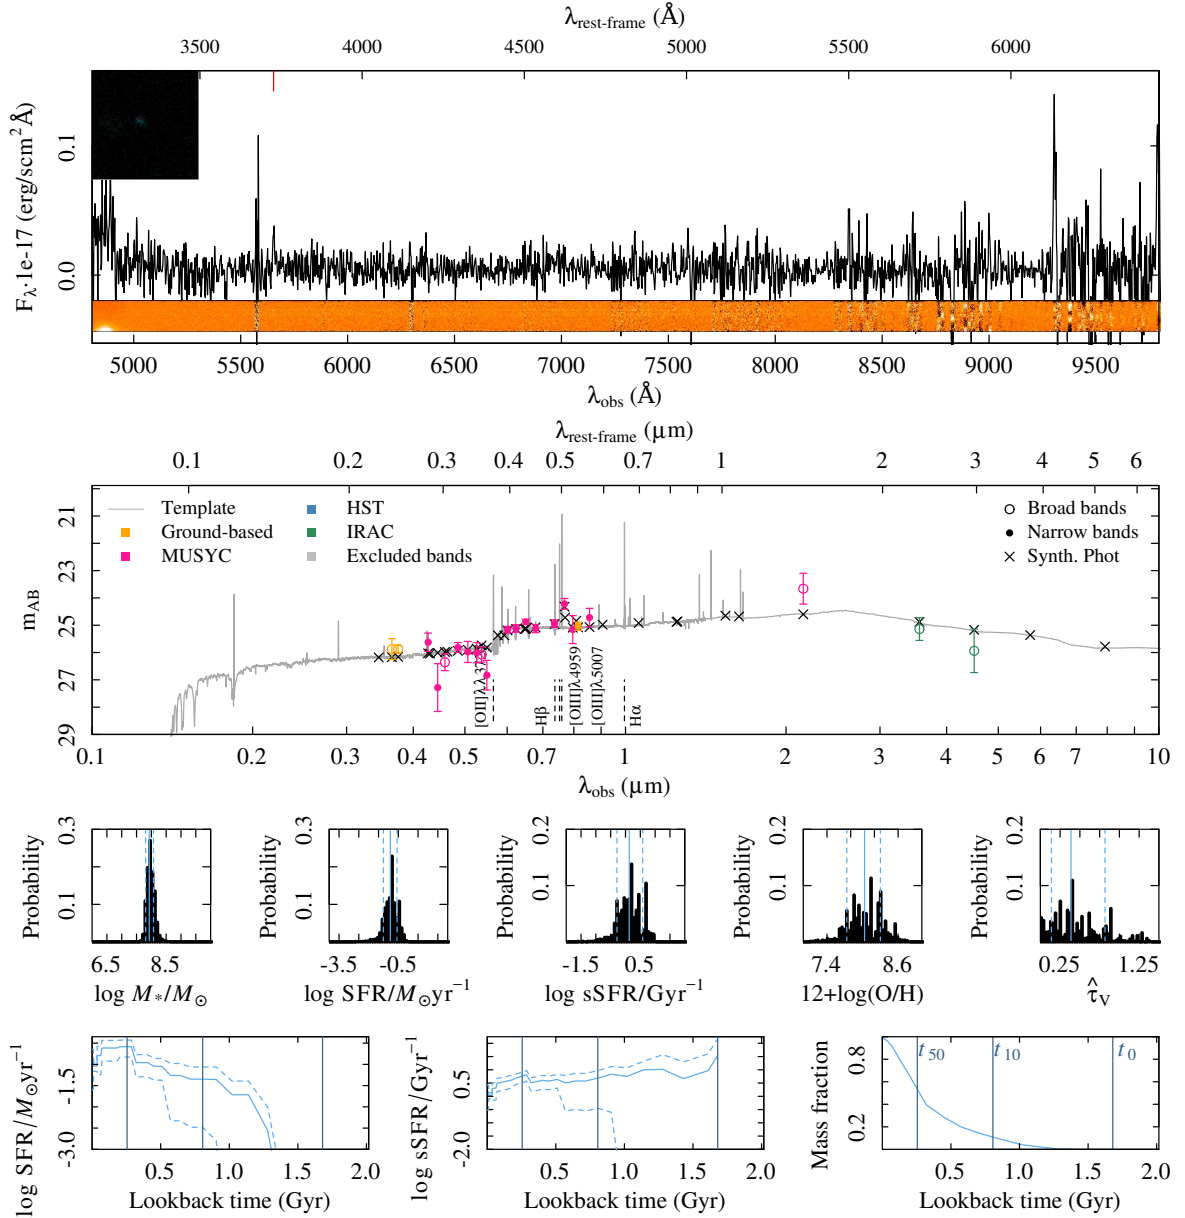 λrest-frame (Å)
3500 4000 4500 5000 5500 6000
Fλ·1e-17 (erg/scm² Å)
0.1
0.0
5000 5500 6000 6500 7000 7500 8000 8500 9000 9500
λobs (Å)
λrest-frame (μm)
0.1 0.2 0.3 0.4 0.5 0.7 1 2 3 4 5 6
mAB
21
23
25
27
29
Template
Ground-based
MUSYC
HST
IRAC
Excluded bands
Broad bands
Narrow bands
Synth. Phot
Hβ
[OIII]λ4959
[OIII]λ5007
Hα
0.1 0.2 0.3 0.4 0.5 0.7 1 2 3 4 5 6 7 8 10
λobs (μm)
Probability
0.1 0.3
6.5 8.5
log M*/M⊙
Probability
0.1 0.3
-3.5 -0.5
log SFR/M⊙yr⁻¹
Probability
0.1 0.2
-1.5 0.5
log sSFR/Gyr⁻¹
Probability
0.1 0.2
7.4 8.6
12+log(O/H)
Probability
0.1 0.2
0.25 1.25
τ̂V
log SFR/M⊙yr⁻¹
-3.0 -1.5
0.5 1.0 1.5 2.0
Lookback time (Gyr)
log sSFR/Gyr⁻¹
-2.0 0.5
0.5 1.0 1.5 2.0
Lookback time (Gyr)
Mass fraction
0.2 0.8
t50 t10 t0
0.5 1.0 1.5 2.0
Lookback time (Gyr)